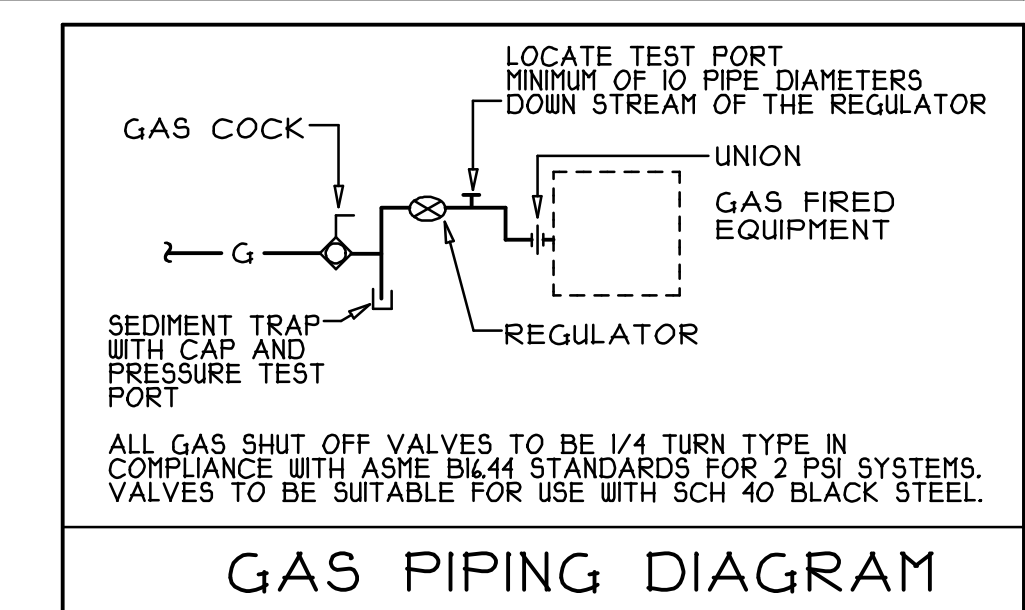 LOCATE TEST PORT
MINIMUM OF 10 PIPE DIAMETERS
DOWN STREAM OF THE REGULATOR
GAS COCK
UNION
GAS FIRED
EQUIPMENT
G
SEDIMENT TRAP
WITH CAP AND
PRESSURE TEST
PORT
REGULATOR
ALL GAS SHUT OFF VALVES TO BE 1/4 TURN TYPE IN
COMPLIANCE WITH ASME B16.44 STANDARDS FOR 2 PSI SYSTEMS.
VALVES TO BE SUITABLE FOR USE WITH SCH 40 BLACK STEEL.
GAS PIPING DIAGRAM